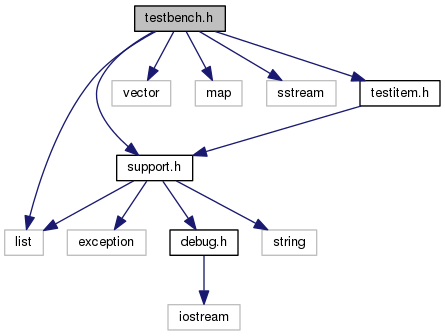 testbench.h
vector
map
sstream
testitem.h
support.h
list
exception
debug.h
string
iostream